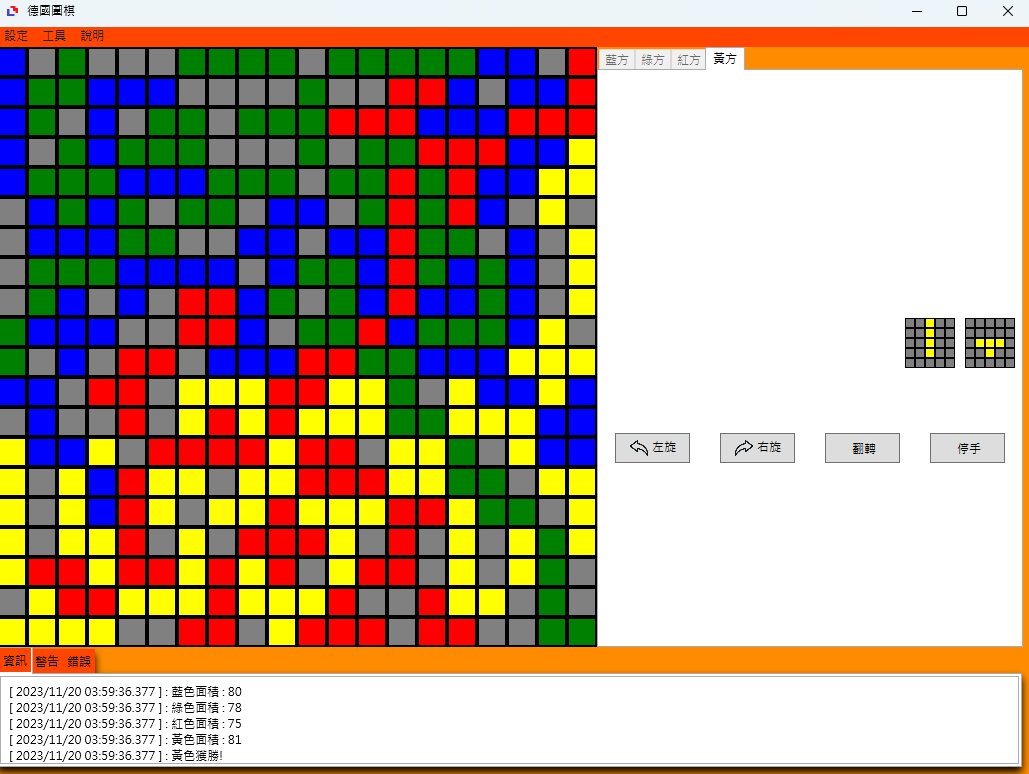 德國圍棋
設定 工具 說明
藍方 綠方 紅方 黃方
左旋 右旋 翻轉 停手
資訊 警告 錯誤
[ 2023/11/20 03:59:36.377 ] : 藍色面積 : 80
[ 2023/11/20 03:59:36.377 ] : 綠色面積 : 78
[ 2023/11/20 03:59:36.377 ] : 紅色面積 : 75
[ 2023/11/20 03:59:36.377 ] : 黃色面積 : 81
[ 2023/11/20 03:59:36.377 ] : 黃色獲勝!